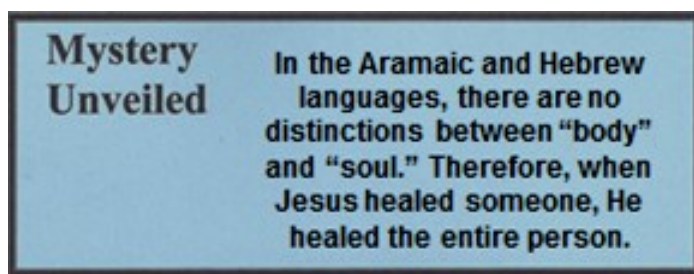 Mystery
Unveiled
In the Aramaic and Hebrew
languages, there are no
distinctions between “body”
and “soul.” Therefore, when
Jesus healed someone, He
healed the entire person.